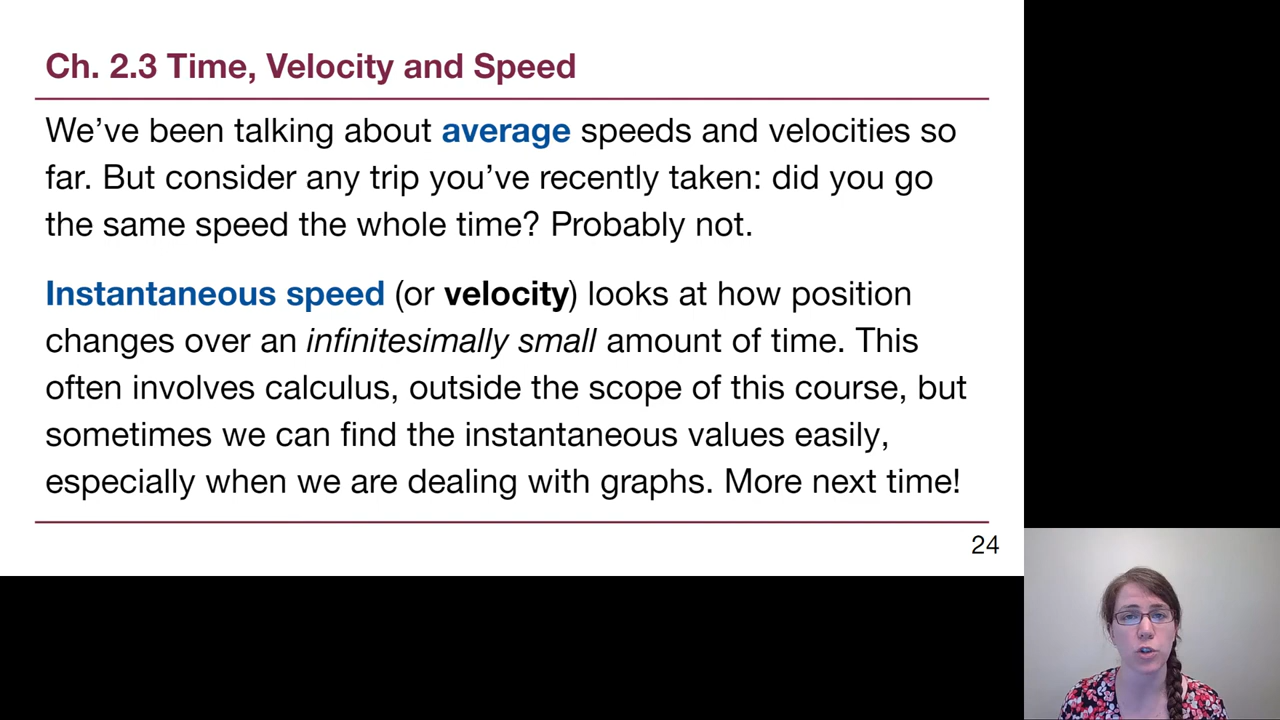 Ch. 2.3 Time, Velocity and Speed
We’ve been talking about average speeds and velocities so
far. But consider any trip you’ve recently taken: did you go
the same speed the whole time? Probably not.
Instantaneous speed (or velocity) looks at how position
changes over an infinitesimally small amount of time. This
often involves calculus, outside the scope of this course, but
sometimes we can find the instantaneous values easily,
especially when we are dealing with graphs. More next time!
24